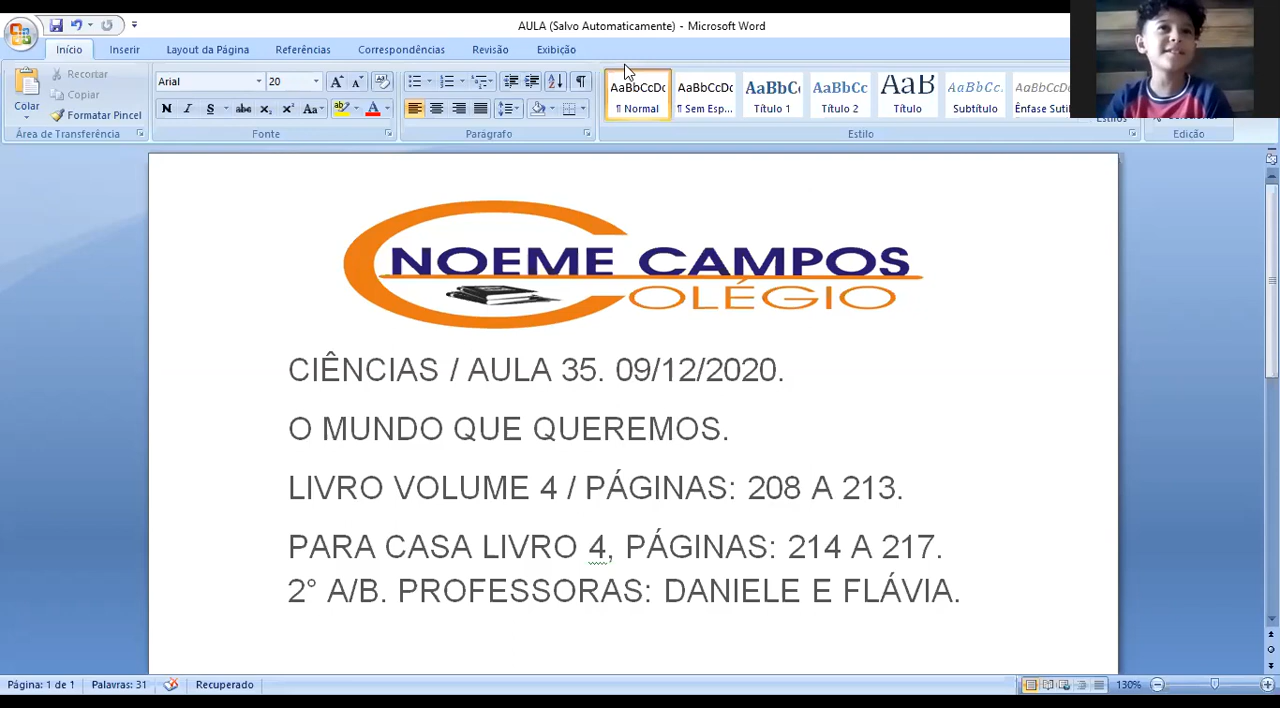 AULA (Salvo Automaticamente) - Microsoft Word
Início Inserir Layout da Página Referências Correspondências Revisão Exibição
Colar
Recortar
Copiar
Formatar Pincel
Área de Transferência
Arial 20
N I S abc x₂ x² Aa
Fonte
Parágrafo
AaBbCcDc AaBbCcDc AaBbC AaBbCc AaB AaBbCc. AaBbCcDc
¶ Normal ¶ Sem Esp... Título 1 Título 2 Título Subtítulo Ênfase Sutil
Estilo
Edição
NOEME CAMPOS
COLÉGIO
CIÊNCIAS / AULA 35. 09/12/2020.
O MUNDO QUE QUEREMOS.
LIVRO VOLUME 4 / PÁGINAS: 208 A 213.
PARA CASA LIVRO 4, PÁGINAS: 214 A 217.
2° A/B. PROFESSORAS: DANIELE E FLÁVIA.
Página: 1 de 1 Palavras: 31 Recuperado 130%